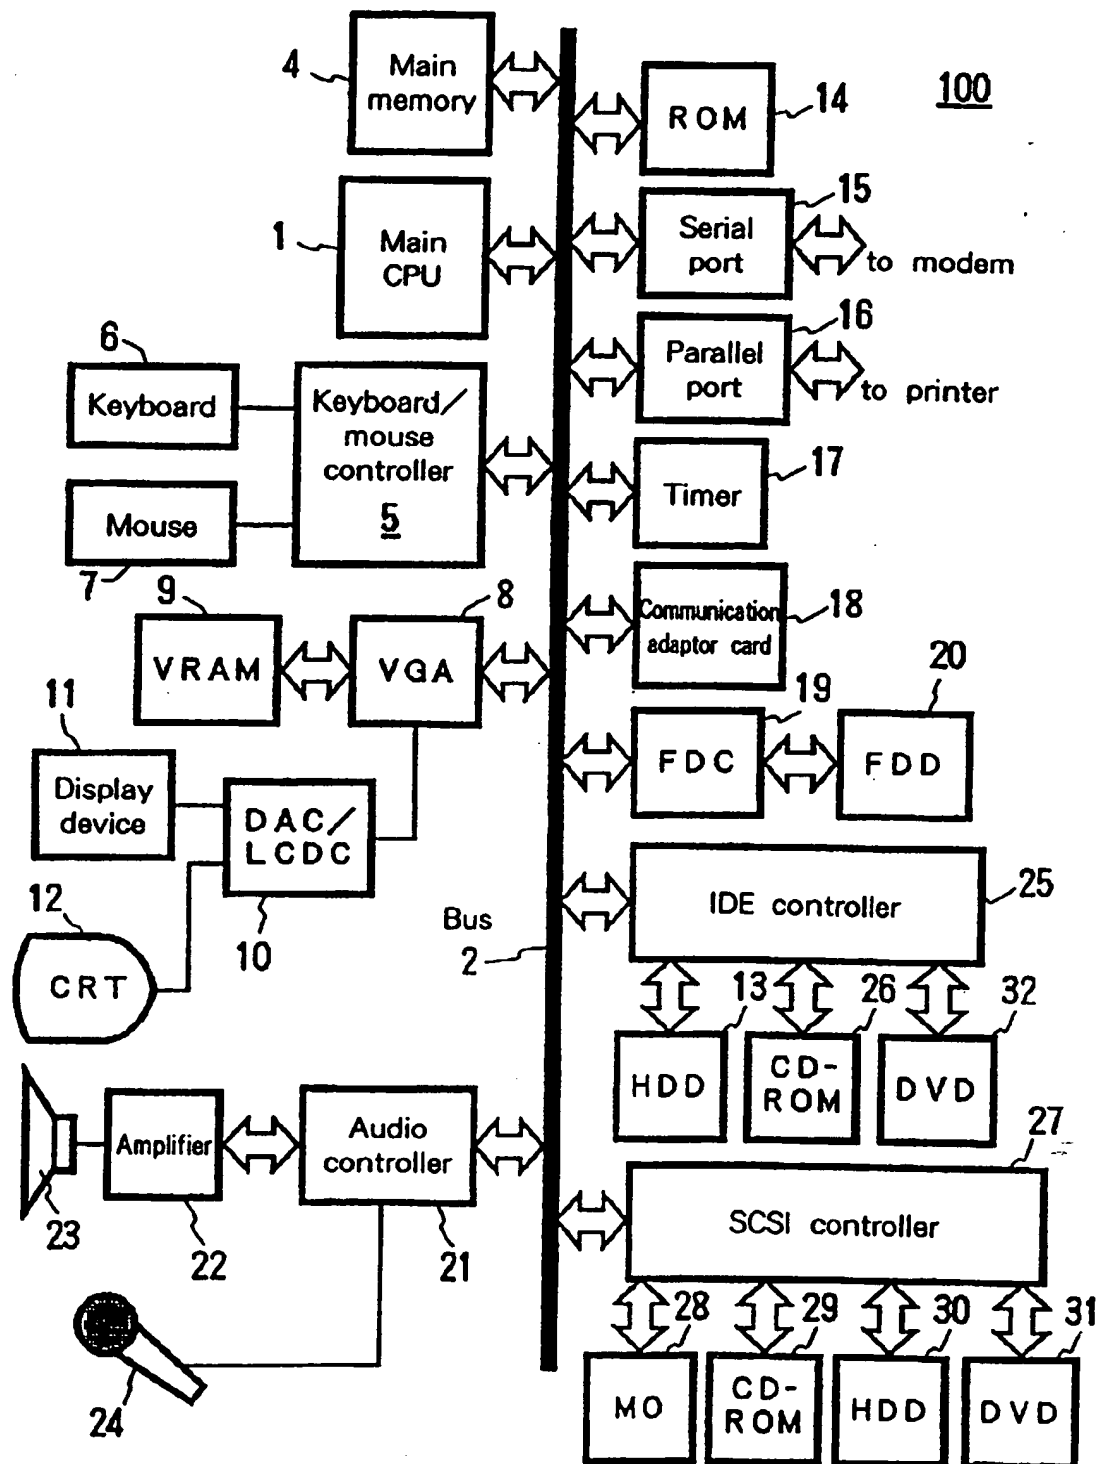 4
Main
memory
14
ROM
100
1
Main
CPU
15
Serial
port
to modem
16
Parallel
port
to printer
6
Keyboard
Keyboard/
mouse
controller
5
Mouse
7
17
Timer
18
Communication
adaptor card
9
VRAM
8
VGA
19
FDC
20
FDD
11
Display
device
DAC/
LCDC
10
12
CRT
Bus
2
25
IDE controller
13
HDD
26
CD-
ROM
32
DVD
23
Amplifier
22
Audio
controller
21
24
27
SCSI controller
28
MO
29
CD-
ROM
30
HDD
31
DVD